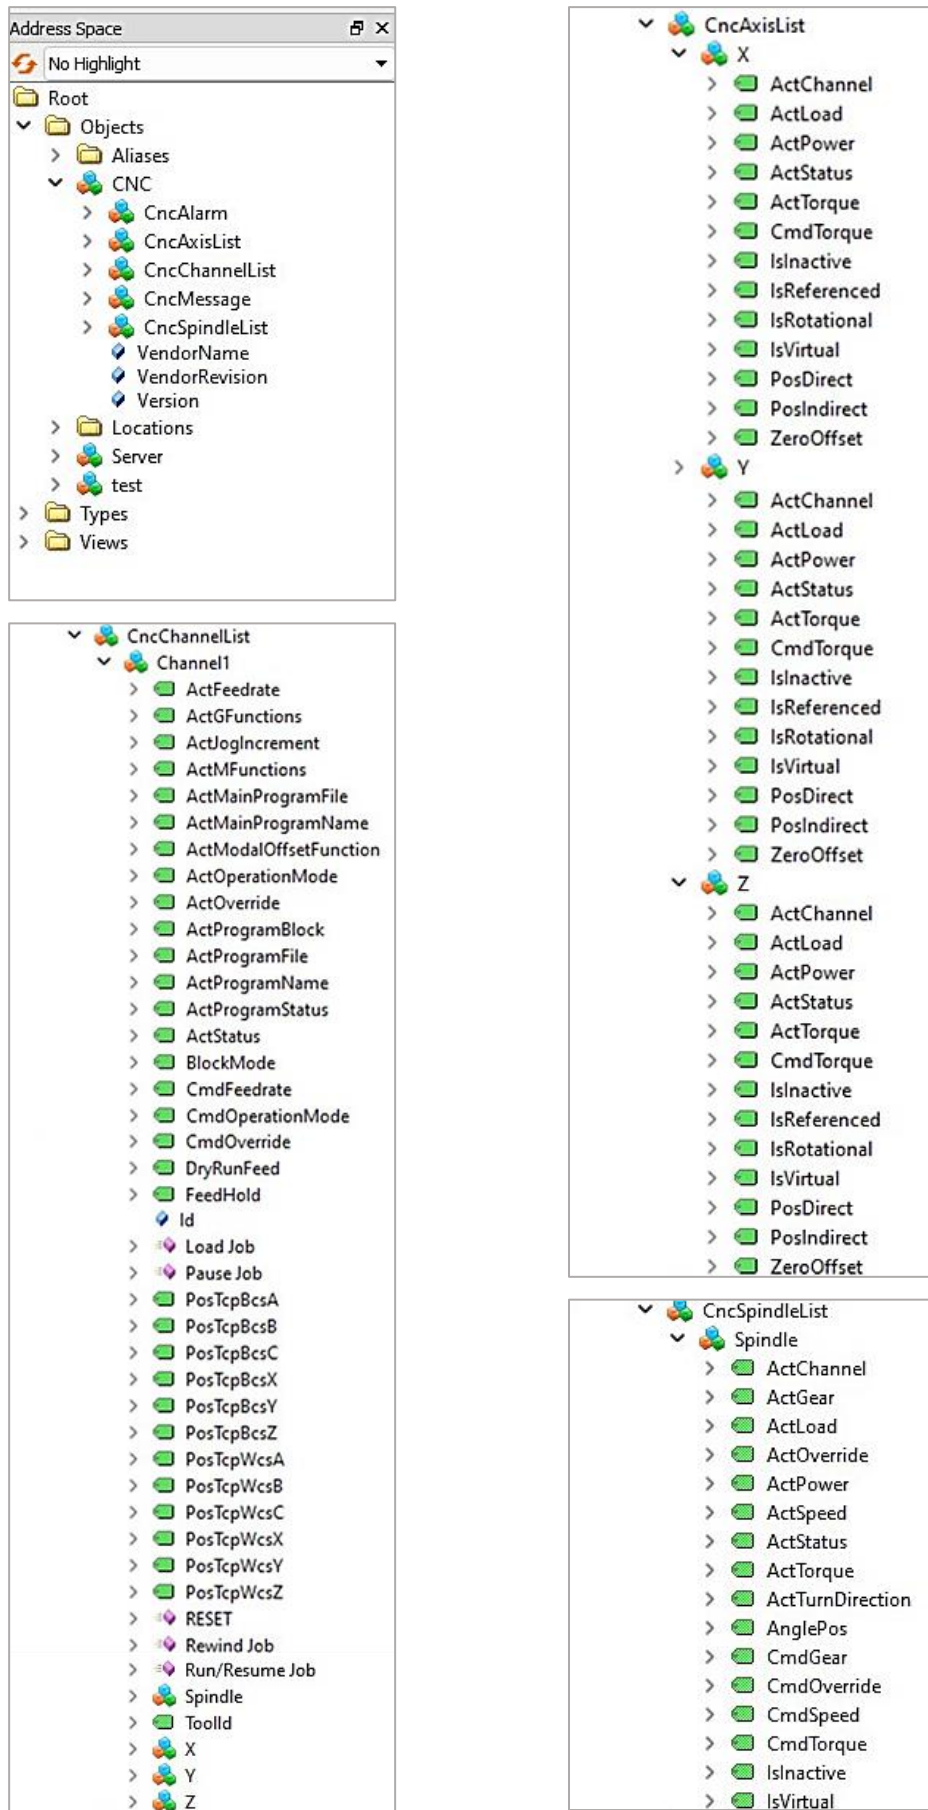 Address Space
No Highlight
Root
Objects
Aliases
CNC
CncAlarm
CncAxisList
CncChannelList
CncMessage
CncSpindleList
VendorName
VendorRevision
Version
Locations
Server
test
Types
Views
CncChannelList
Channel1
ActFeedrate
ActGFunctions
ActJogIncrement
ActMFunctions
ActMainProgramFile
ActMainProgramName
ActModalOffsetFunction
ActOperationMode
ActOverride
ActProgramBlock
ActProgramFile
ActProgramName
ActProgramStatus
ActStatus
BlockMode
CmdFeedrate
CmdOperationMode
CmdOverride
DryRunFeed
FeedHold
Id
Load Job
Pause Job
PosTcpBcsA
PosTcpBcsB
PosTcpBcsC
PosTcpBcsX
PosTcpBcsY
PosTcpBcsZ
PosTcpWcsA
PosTcpWcsB
PosTcpWcsC
PosTcpWcsX
PosTcpWcsY
PosTcpWcsZ
RESET
Rewind Job
Run/Resume Job
Spindle
ToolId
X
Y
Z
CncAxisList
X
ActChannel
ActLoad
ActPower
ActStatus
ActTorque
CmdTorque
IsInactive
IsReferenced
IsRotational
IsVirtual
PosDirect
PosIndirect
ZeroOffset
Y
ActChannel
ActLoad
ActPower
ActStatus
ActTorque
CmdTorque
IsInactive
IsReferenced
IsRotational
IsVirtual
PosDirect
PosIndirect
ZeroOffset
Z
ActChannel
ActLoad
ActPower
ActStatus
ActTorque
CmdTorque
IsInactive
IsReferenced
IsRotational
IsVirtual
PosDirect
PosIndirect
ZeroOffset
CncSpindleList
Spindle
ActChannel
ActGear
ActLoad
ActOverride
ActPower
ActSpeed
ActStatus
ActTorque
ActTurnDirection
AnglePos
CmdGear
CmdOverride
CmdSpeed
CmdTorque
IsInactive
IsVirtual